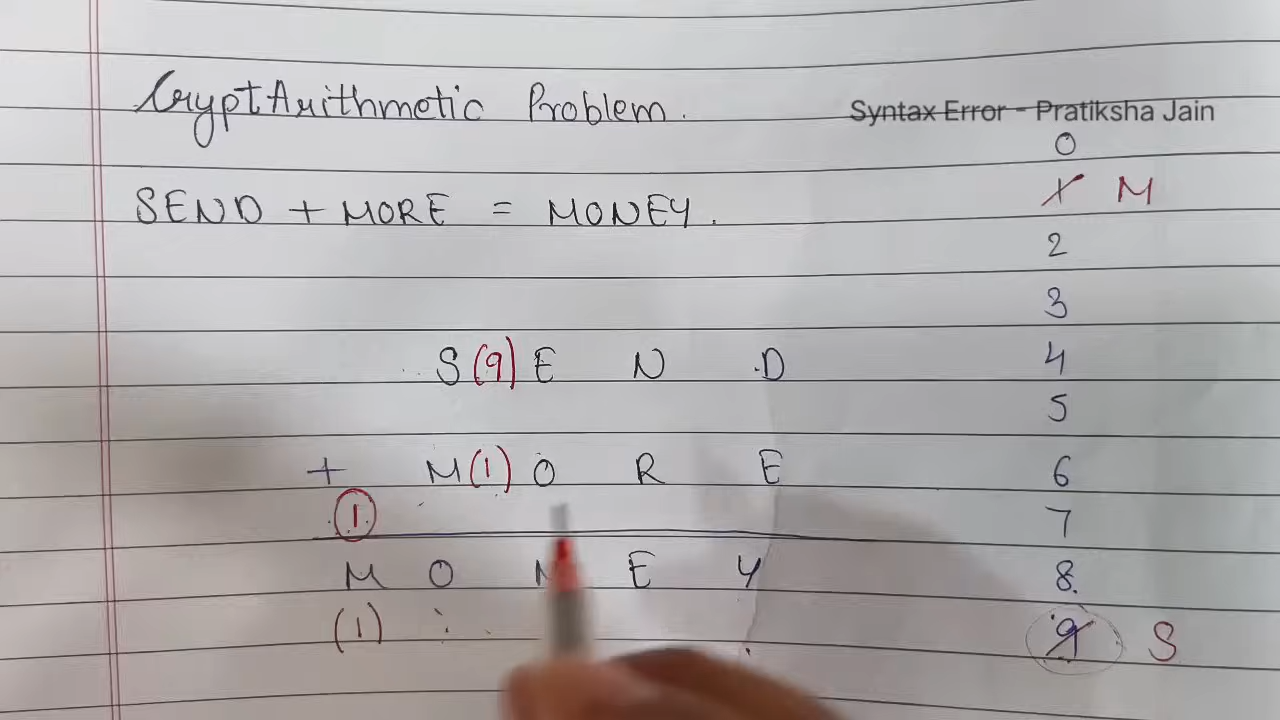 CryptArithmetic Problem.
Syntax Error - Pratiksha Jain
0
1 M
SEND + MORE = MONEY.
2
3
S (9) E N D
4
5
+ M (1) O R E
6
1
7
M O N E Y
8.
(1)
9 S